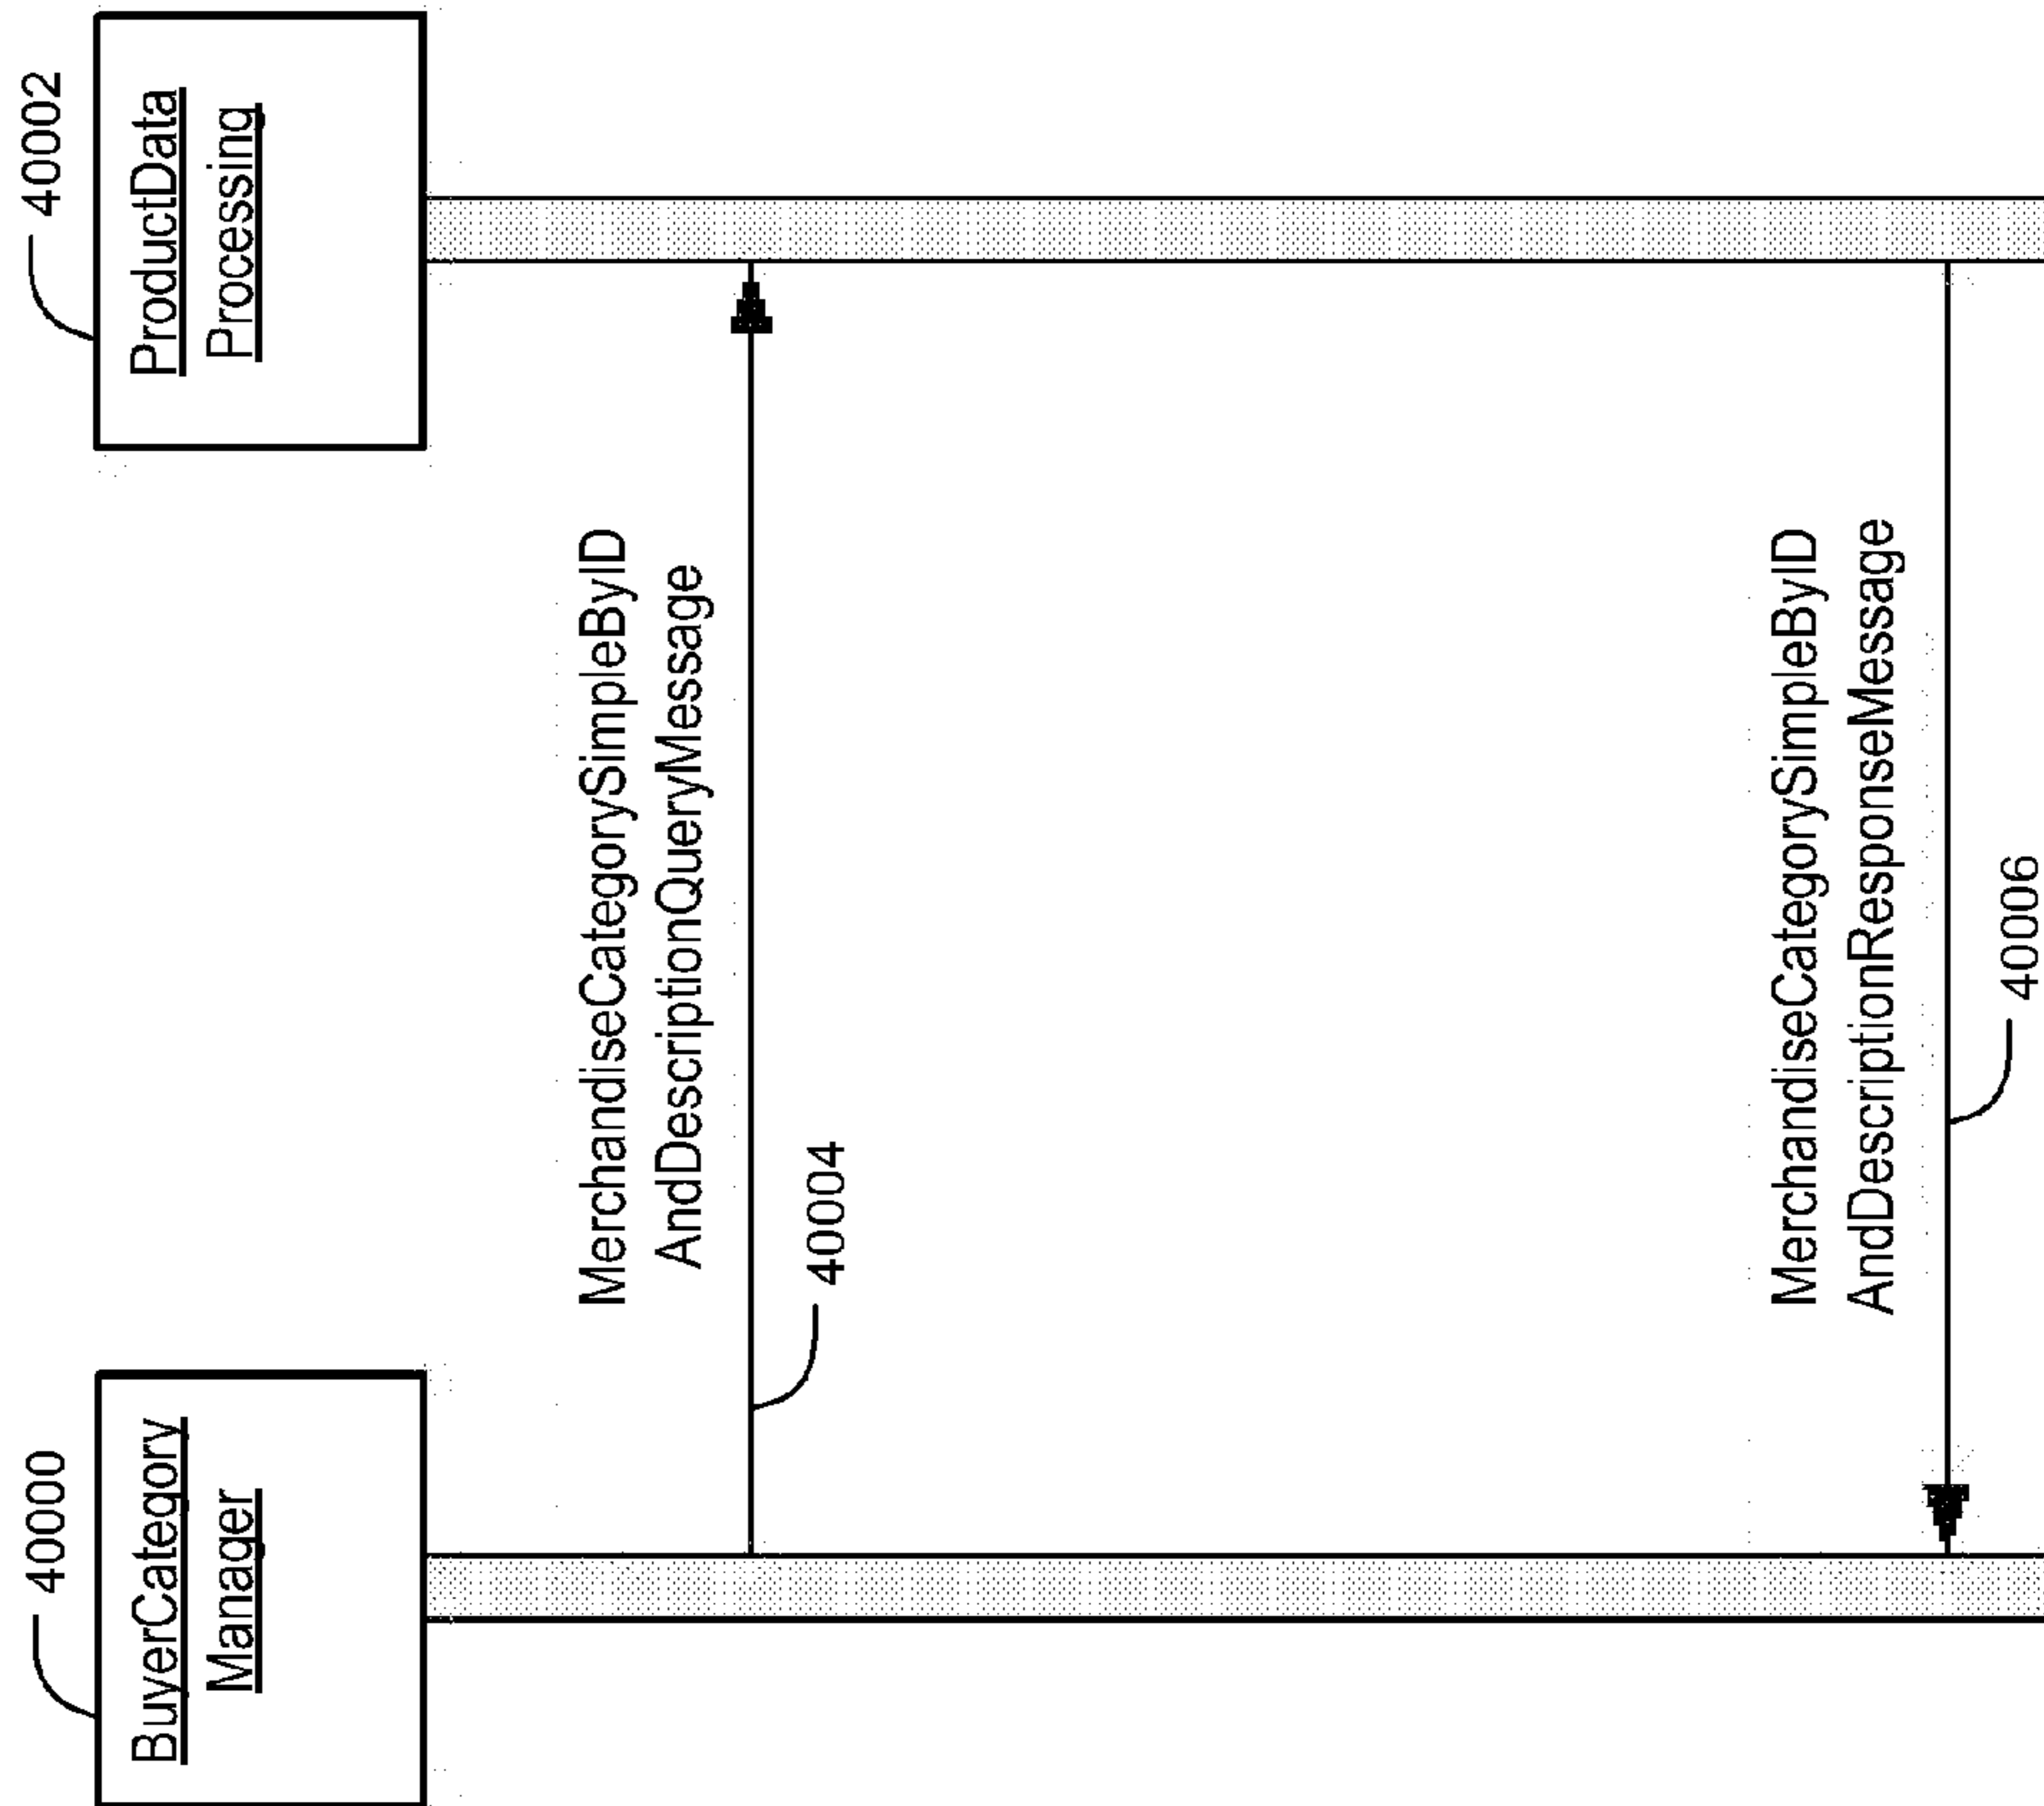 40000
BuyerCategory
Manager
40002
ProductData
Processing
MerchandiseCategorySimpleByID
AndDescriptionQueryMessage
40004
MerchandiseCategorySimpleByID
AndDescriptionResponseMessage
40006